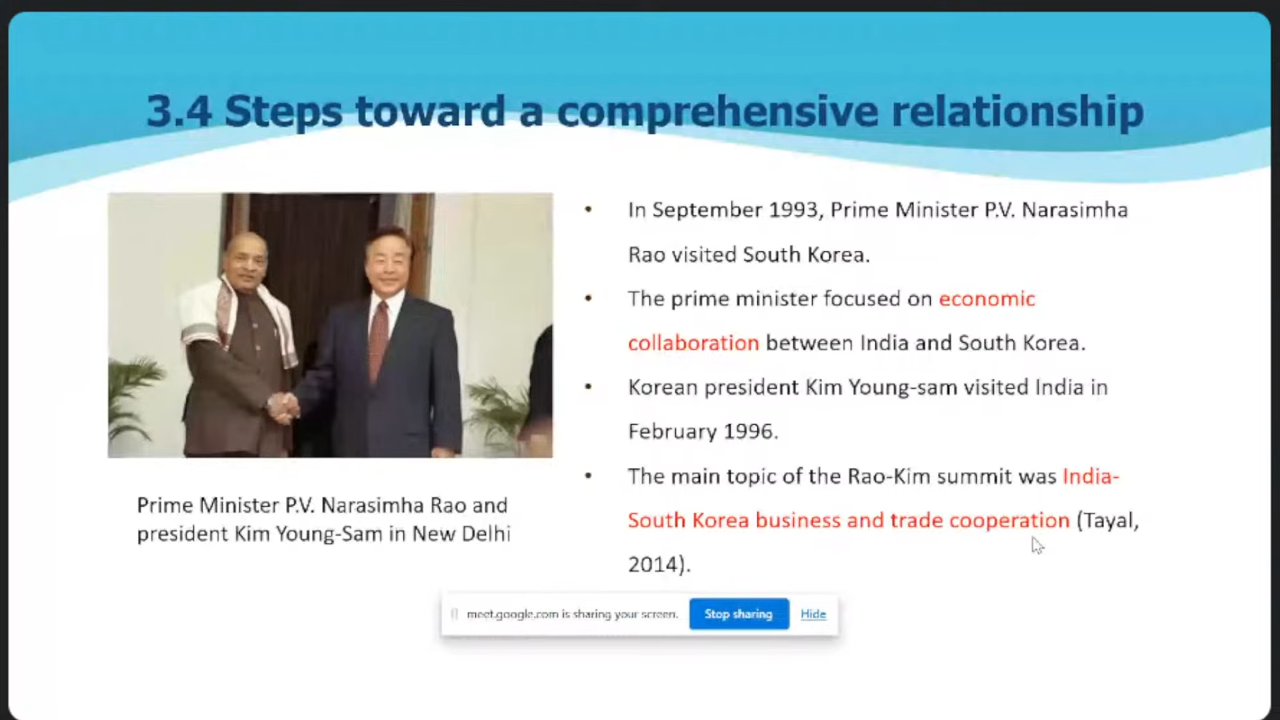 3.4 Steps toward a comprehensive relationship
Prime Minister P.V. Narasimha Rao and
president Kim Young-Sam in New Delhi
• In September 1993, Prime Minister P.V. Narasimha
Rao visited South Korea.
• The prime minister focused on economic
collaboration between India and South Korea.
• Korean president Kim Young-sam visited India in
February 1996.
• The main topic of the Rao-Kim summit was India-
South Korea business and trade cooperation (Tayal,
2014).
meet.google.com is sharing your screen. Stop sharing Hide